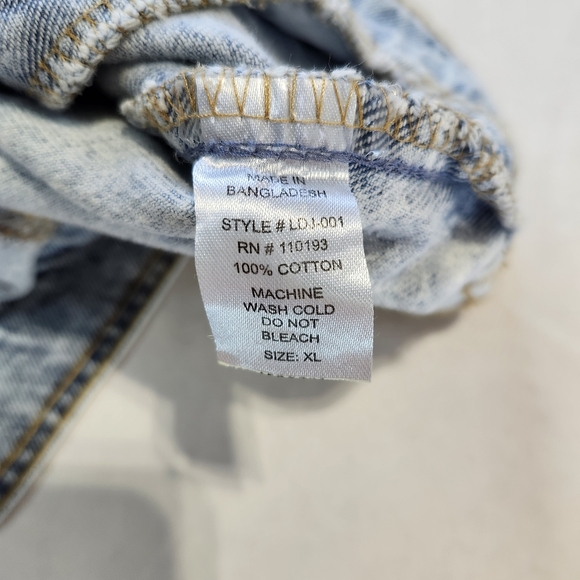 MADE IN
BANGLADESH
STYLE # LDJ-001
RN # 110193
100% COTTON
MACHINE
WASH COLD
DO NOT
BLEACH
SIZE: XL